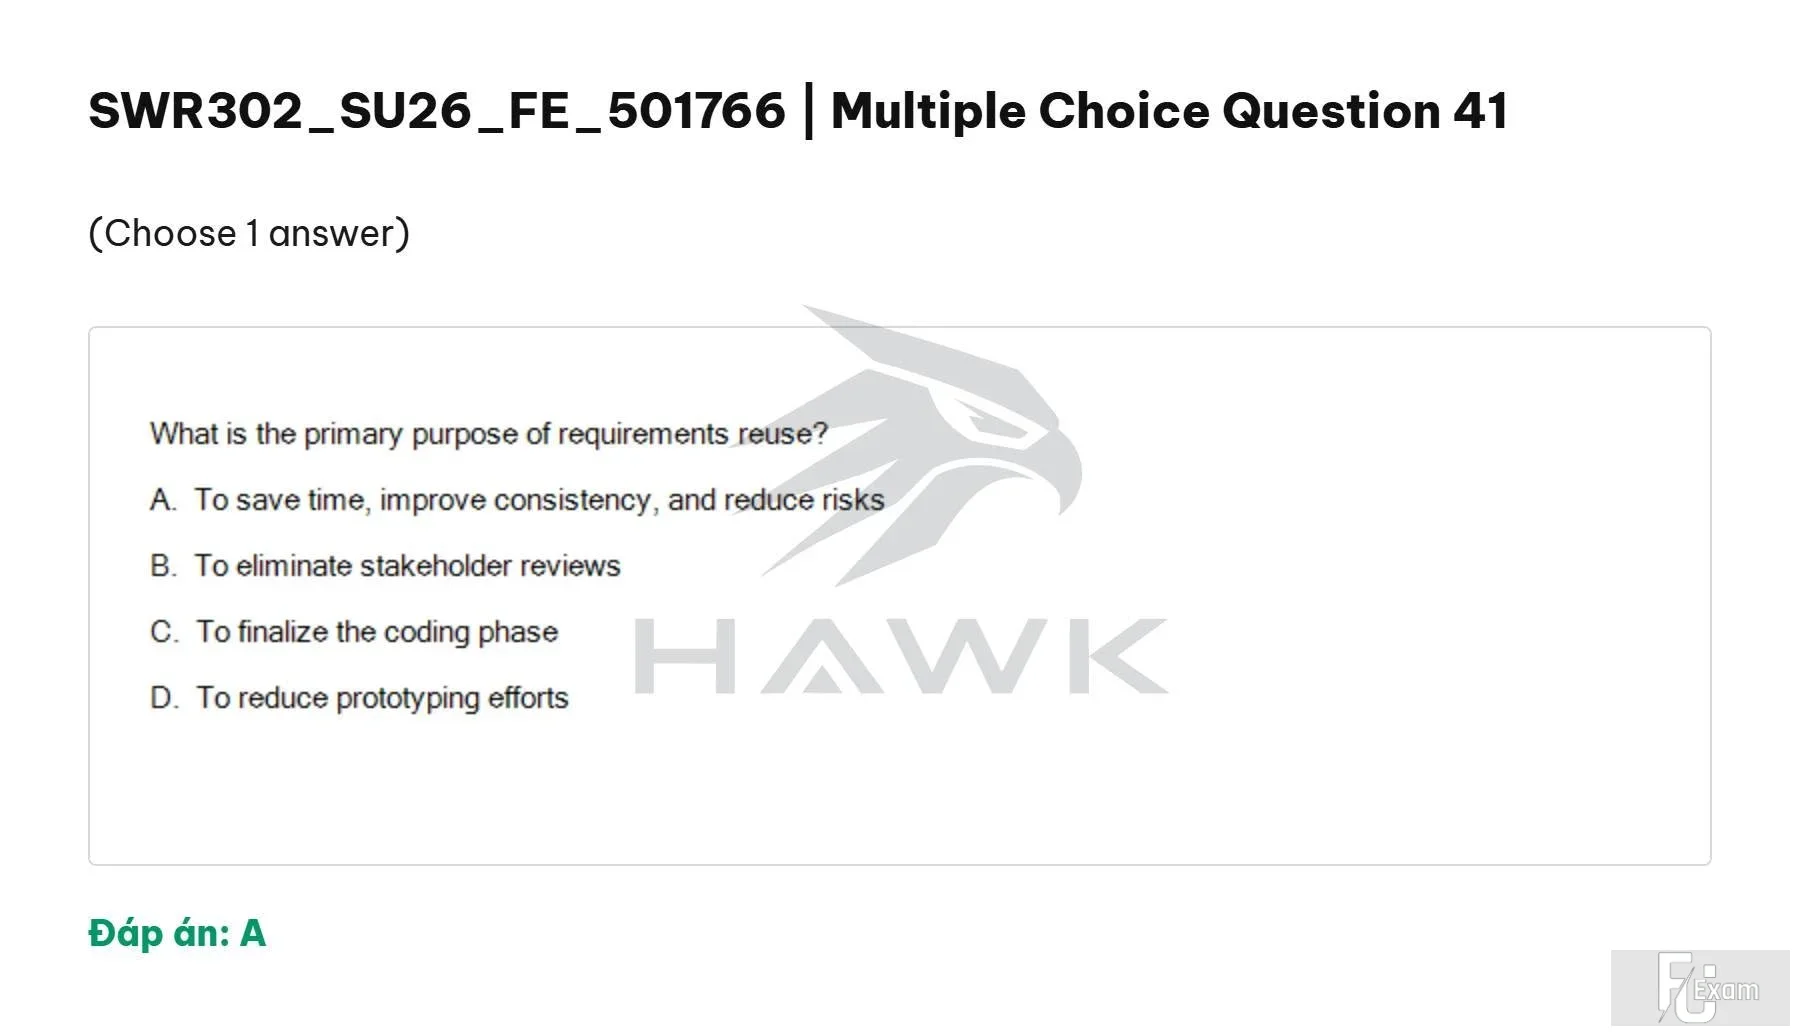 SWR302_SU26_FE_501766 | Multiple Choice Question 41
(Choose 1 answer)
What is the primary purpose of requirements reuse?
A. To save time, improve consistency, and reduce risks
B. To eliminate stakeholder reviews
C. To finalize the coding phase
D. To reduce prototyping efforts
HAWK
Đáp án: A
FU Exam